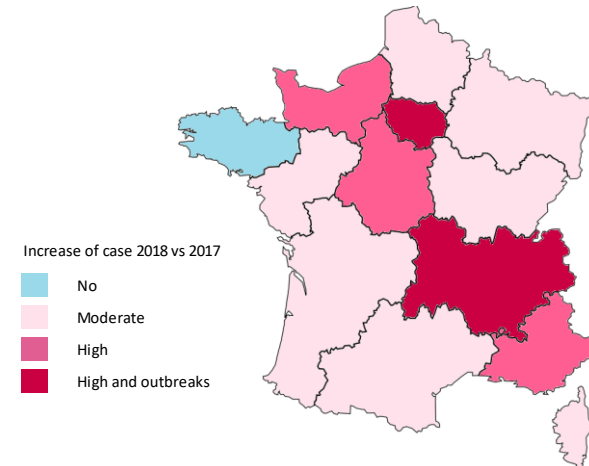 Increase of case 2018 vs 2017
No
Moderate
High
High and outbreaks